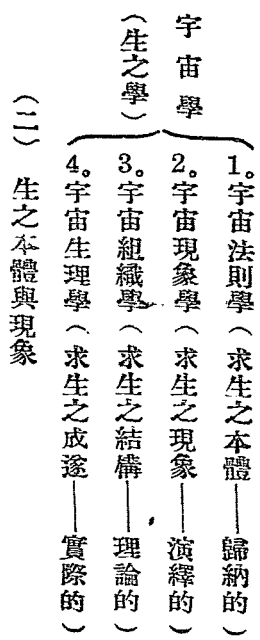 宇宙學
（生之學）
1。宇宙法則學（求生之本體——歸納的）
2。宇宙現象學（求生之現象——演繹的）
3。宇宙組織學（求生之結構——理論的）
4。宇宙生理學（求生之成遂——實際的）
（二）　生之本體與現象